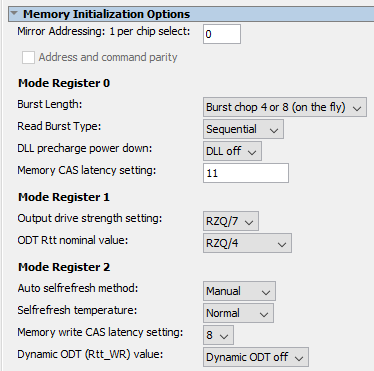 Memory Initialization Options
Mirror Addressing: 1 per chip select: 0
Address and command parity
Mode Register 0
Burst Length: Burst chop 4 or 8 (on the fly)
Read Burst Type: Sequential
DLL precharge power down: DLL off
Memory CAS latency setting: 11
Mode Register 1
Output drive strength setting: RZQ/7
ODT Rtt nominal value: RZQ/4
Mode Register 2
Auto selfrefresh method: Manual
Selfrefresh temperature: Normal
Memory write CAS latency setting: 8
Dynamic ODT (Rtt_WR) value: Dynamic ODT off